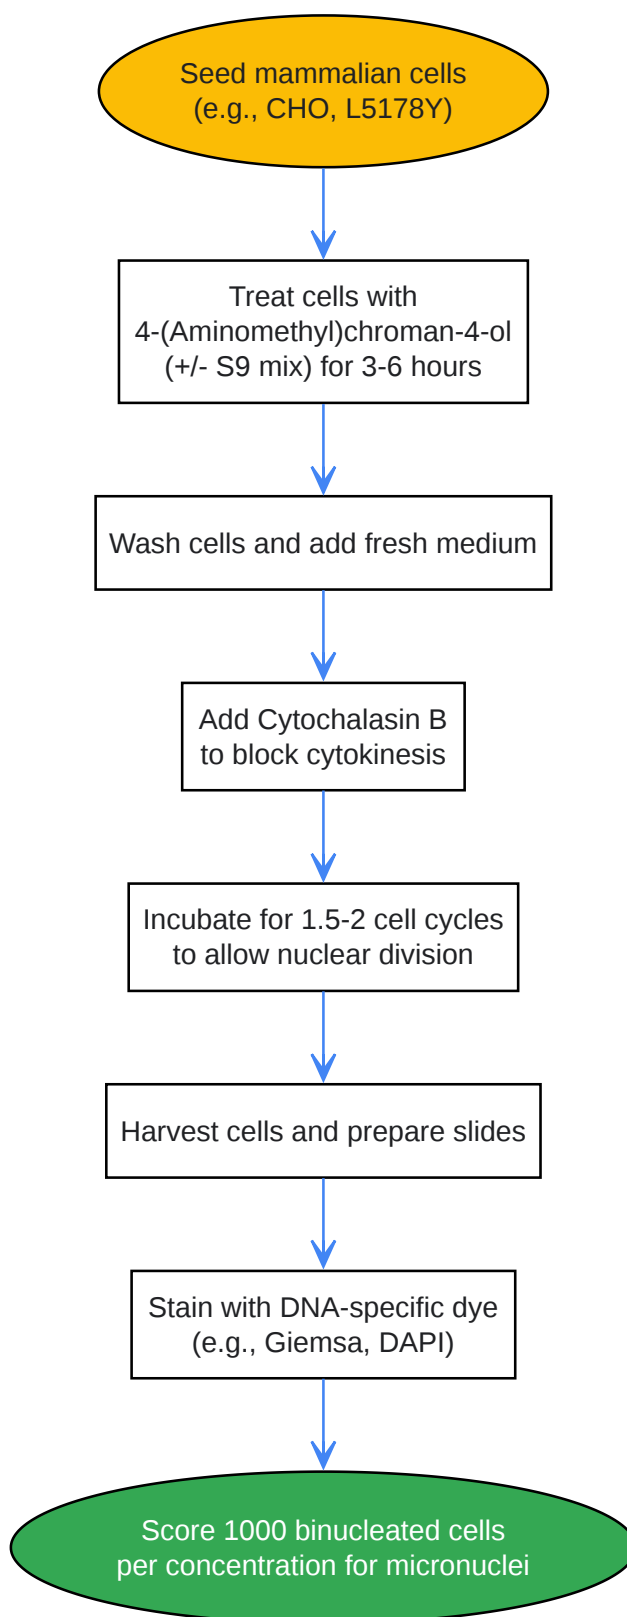 Seed mammalian cells
(e.g., CHO, L5178Y)
Treat cells with
4-(Aminomethyl)chroman-4-ol
(+/- S9 mix) for 3-6 hours
Wash cells and add fresh medium
Add Cytochalasin B
to block cytokinesis
Incubate for 1.5-2 cell cycles
to allow nuclear division
Harvest cells and prepare slides
Stain with DNA-specific dye
(e.g., Giemsa, DAPI)
Score 1000 binucleated cells
per concentration for micronuclei